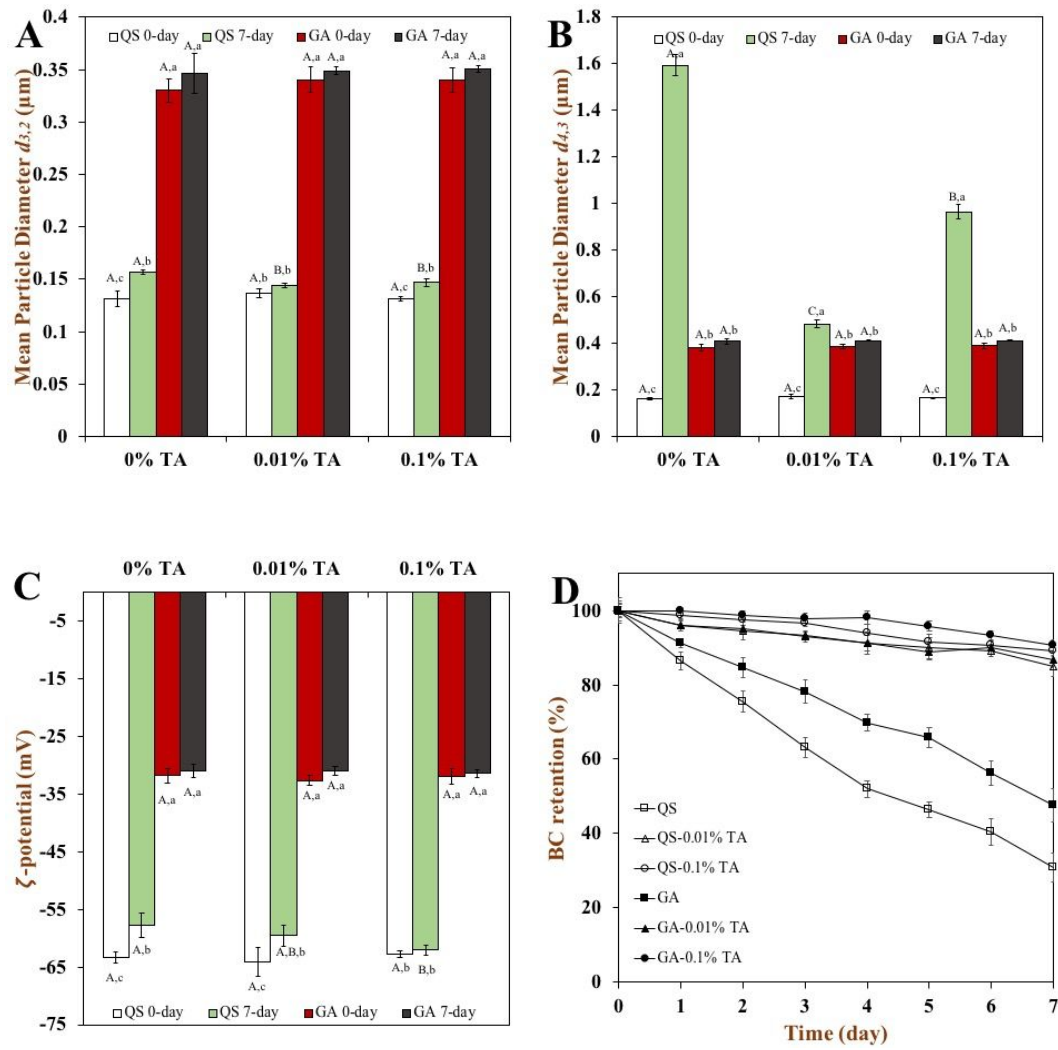 A
QS 0-day QS 7-day GA 0-day GA 7-day
Mean Particle Diameter d3,2 (μm)
0.4
0.35
0.3
0.25
0.2
0.15
0.1
0.05
0
A,c
A,b
A,a
A,a
A,b
B,b
A,a
A,a
A,c
B,b
A,a
A,a
0% TA 0.01% TA 0.1% TA
B
QS 0-day QS 7-day GA 0-day GA 7-day
Mean Particle Diameter d4,3 (μm)
1.8
1.6
1.4
1.2
1
0.8
0.6
0.4
0.2
0
A,c
A,a
A,b
A,b
A,c
C,a
A,b
A,b
A,c
B,a
A,b
A,b
0% TA 0.01% TA 0.1% TA
C
0% TA 0.01% TA 0.1% TA
ζ-potential (mV)
-5
-15
-25
-35
-45
-55
-65
-75
A,c
A,b
A,a
A,a
A,c
A,B,b
A,a
A,a
A,b
B,b
A,a
A,a
QS 0-day QS 7-day GA 0-day GA 7-day
D
BC retention (%)
100
80
60
40
20
0
QS
QS-0.01% TA
QS-0.1% TA
GA
GA-0.01% TA
GA-0.1% TA
0 1 2 3 4 5 6 7
Time (day)